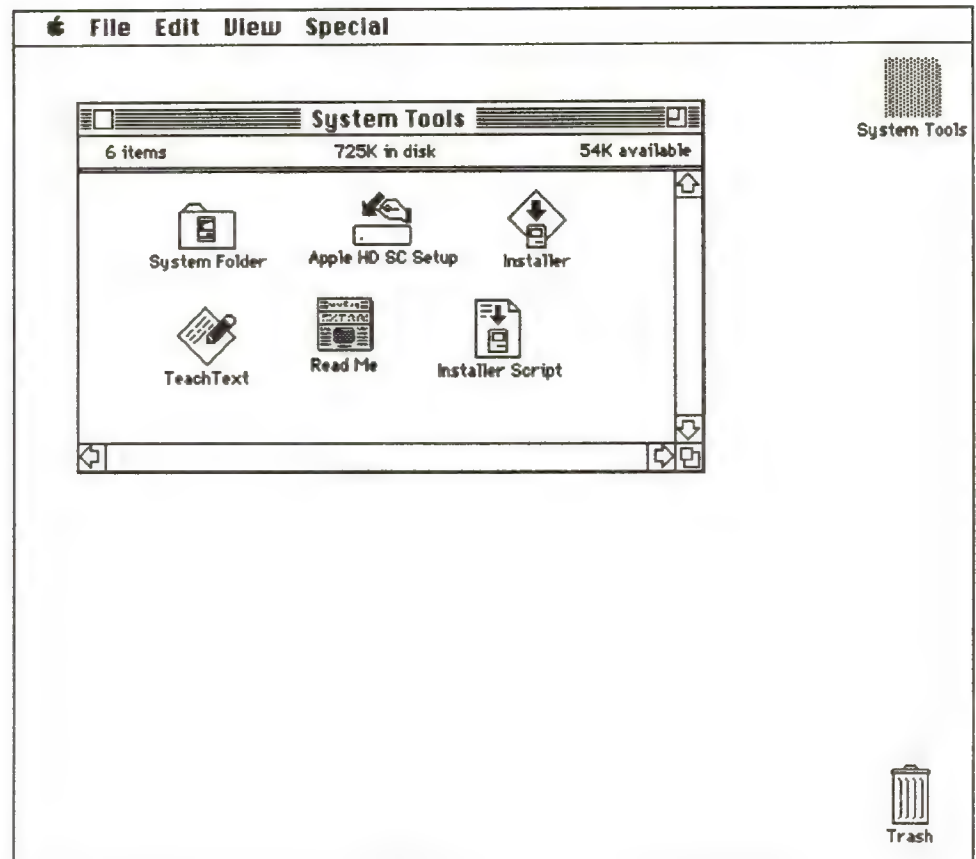 File Edit View Special
System Tools
System Tools
6 items 725K in disk 54K available
System Folder Apple HD SC Setup Installer
TeachText Read Me Installer Script
Trash